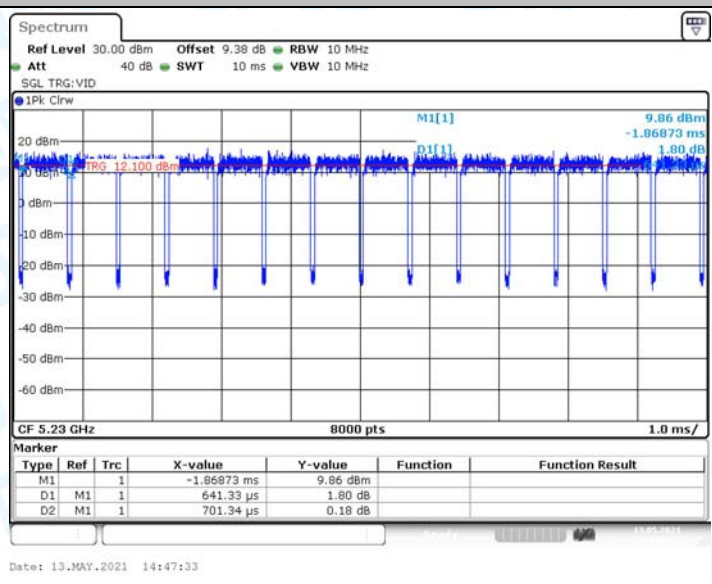 Spectrum
Ref Level 30.00 dBm Offset 9.38 dB RBW 10 MHz
Att 40 dB SWT 10 ms VBW 10 MHz
SGL TRG:VID
1Pk Clrw
M1[1] 9.86 dBm
-1.86873 ms
D1[1] 1.80 dB
20 dBm
TRG 12.100 dBm
0 dBm
-10 dBm
-20 dBm
-30 dBm
-40 dBm
-50 dBm
-60 dBm
CF 5.23 GHz 8000 pts 1.0 ms/
Marker
Type Ref Trc X-value Y-value Function Function Result
M1 1 -1.86873 ms 9.86 dBm
D1 M1 1 641.33 µs 1.80 dB
D2 M1 1 701.34 µs 0.18 dB
13.05.2021
Date: 13.MAY.2021 14:47:33